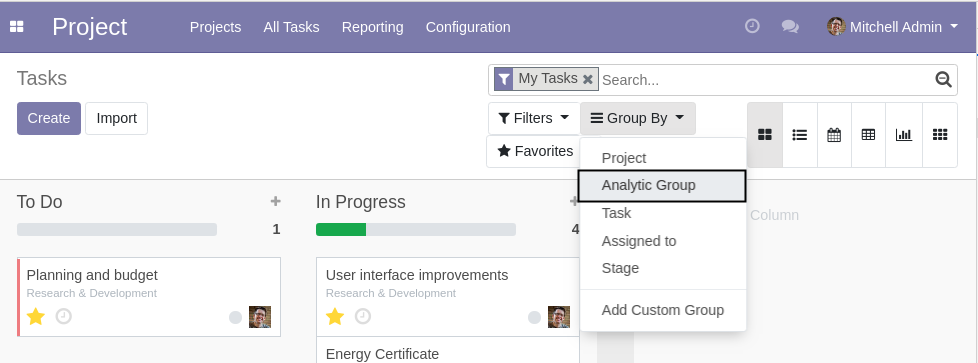 Project Projects All Tasks Reporting Configuration Mitchell Admin
Tasks
My Tasks Search...
Create Import
Filters Group By
Favorites
Project
Analytic Group
Task
Assigned to
Stage
Add Custom Group
Column
To Do
1
In Progress
4
Planning and budget
Research & Development
User interface improvements
Research & Development
Energy Certificate